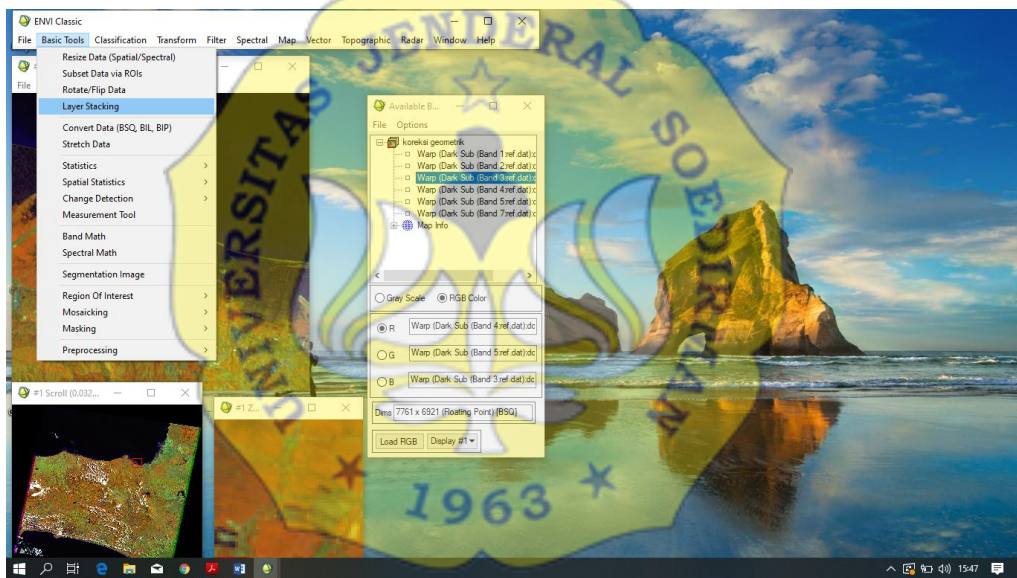 ENVI Classic
File Basic Tools Classification Transform Filter Spectral Map Vector Topographic Radar Window Help
Resize Data (Spatial/Spectral)
Subset Data via ROIs
Rotate/Flip Data
Layer Stacking
Convert Data (BSQ, BIL, BIP)
Stretch Data
Statistics
Spatial Statistics
Change Detection
Measurement Tool
Band Math
Spectral Math
Segmentation Image
Region Of Interest
Mosaicking
Masking
Preprocessing
File
Available B...
File Options
koreksi geometrik
Warp (Dark Sub (Band 1:ref.dat):c
Warp (Dark Sub (Band 2:ref.dat):c
Warp (Dark Sub (Band 3:ref.dat):c
Warp (Dark Sub (Band 4:ref.dat):c
Warp (Dark Sub (Band 5:ref.dat):c
Warp (Dark Sub (Band 7:ref.dat):c
Map Info
Gray Scale RGB Color
R Warp (Dark Sub (Band 4:ref.dat):dc
G Warp (Dark Sub (Band 5:ref.dat):dc
B Warp (Dark Sub (Band 3:ref.dat):dc
Dims 7761 x 6921 (Floating Point) [BSQ]
Load RGB Display #1
#1 Scroll (0.032...
#1 Z...
UNIVERSITAS JENDERAL SOEDIRMAN
1963
15:47